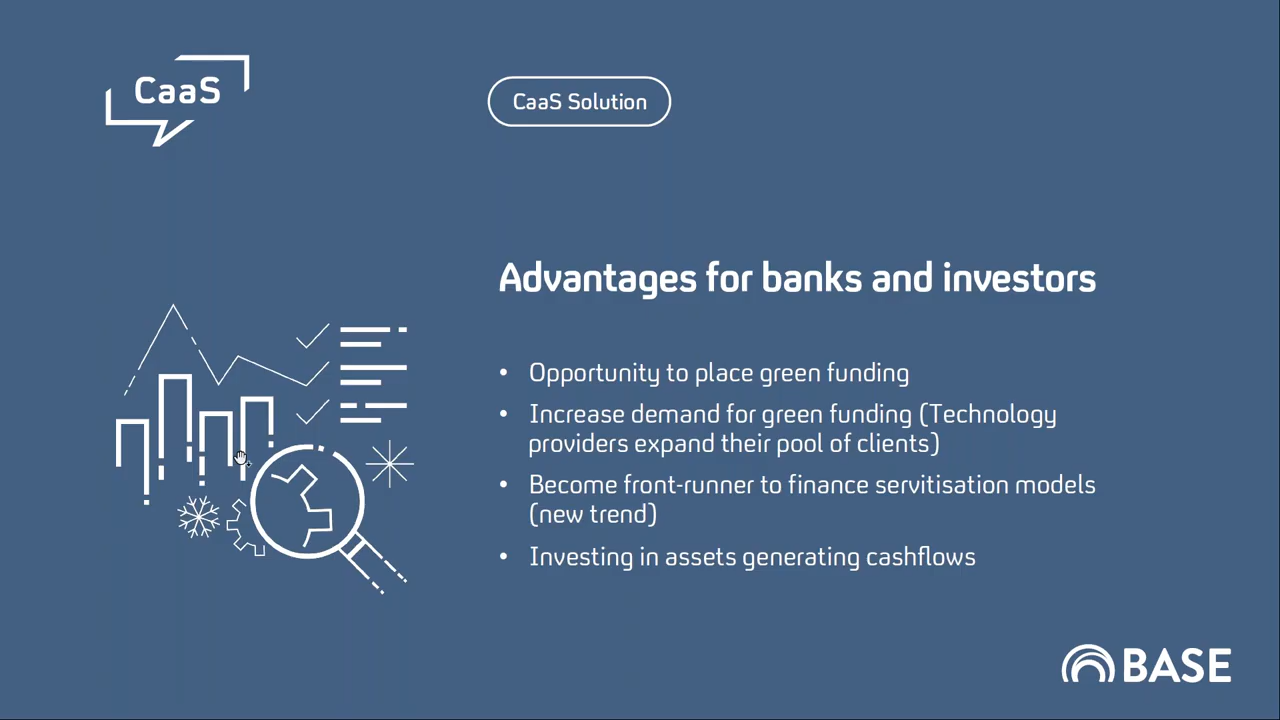 CaaS
CaaS Solution
Advantages for banks and investors
• Opportunity to place green funding
• Increase demand for green funding (Technology
providers expand their pool of clients)
• Become front-runner to finance servitisation models
(new trend)
• Investing in assets generating cashflows
BASE